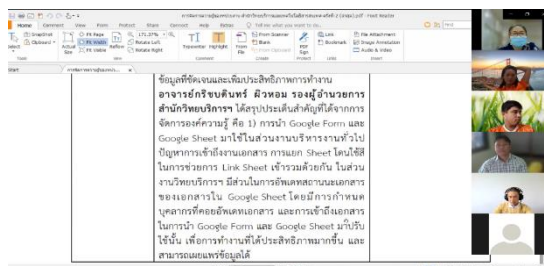 Home Comment View Form Protect Share Connect Help Extras
SnapShot
Clipboard
Actual Size
Fit Page
Fit Width
Reflow
171.37%
Rotate Left
Rotate Right
Typewriter Highlight
From File
From Scanner
Blank
PDF Sign
Link
Bookmark
File Attachment
Image Annotation
Audio & Video
ข้อมูลที่ชัดเจนและเพิ่มประสิทธิภาพการทำงาน
อาจารย์กริชบดินทร์ ผิวหอม รองผู้อำนวยการ
สำนักวิทยบริการฯ ได้สรุปประเด็นสำคัญที่ได้จากการ
จัดการองค์ความรู้ คือ 1) การนำ Google Form และ
Google Sheet มาใช้ในส่วนงานบริหารงานทั่วไป
ปัญหาการเข้าถึงงานเอกสาร การแยก Sheet โดนใช้สี
ในการช่วยการ Link Sheet เข้ารวมด้วยกัน ในส่วน
งานวิทยบริการฯ มีส่วนในการอัพเดทสถานนะเอกสาร
ของเอกสารใน Google Sheet โดยมีการกำหนด
บุคลากรที่คอยอัพเดทเอกสาร และการเข้าถึงเอกสาร
ในการนำ Google Form และ Google Sheet มาปรับ
ใช้นั้น เพื่อการทำงานที่ได้ประสิทธิภาพมากขึ้น และ
สามารถเผยแพร่ข้อมูลได้